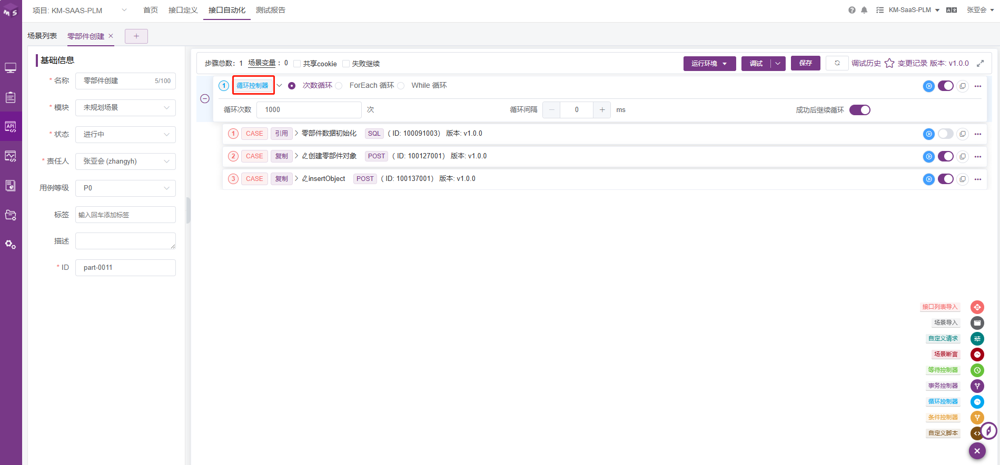 MS
项目: KM-SAAS-PLM 首页 接口定义 接口自动化 测试报告 KM-SaaS-PLM 张亚会
场景列表 零部件创建
基础信息
* 名称 零部件创建 5/100
* 模块 未规划场景
* 状态 进行中
* 责任人 张亚会 (zhangyh)
用例等级 P0
标签 输入回车添加标签
描述
* ID part-0011
步骤总数: 1 场景变量 : 0 共享cookie 失败继续 运行环境 调试 保存 调试历史 变更记录 版本: v1.0.0
1 循环控制器 次数循环 ForEach 循环 While 循环
循环次数 1000 次 循环间隔 0 ms 成功后继续循环
1 CASE 引用 零部件数据初始化 SQL ( ID: 100091003) 版本: v1.0.0
2 CASE 复制 创建零部件对象 POST ( ID: 100127001) 版本: v1.0.0
3 CASE 复制 insertObject POST ( ID: 100137001) 版本: v1.0.0
接口列表导入
场景导入
自定义请求
场景断言
等待控制器
事务控制器
循环控制器
条件控制器
自定义脚本
API